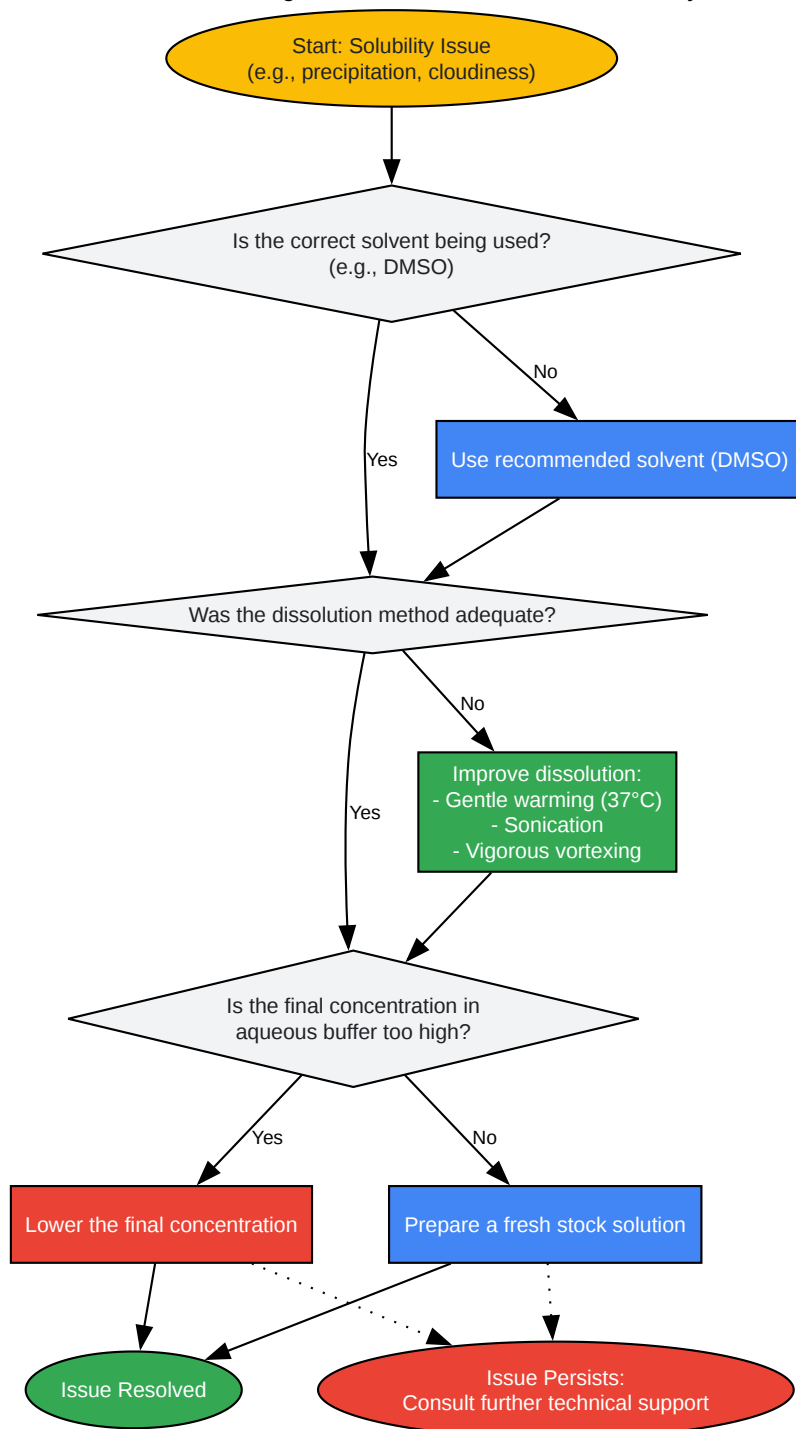 Start: Solubility Issue
(e.g., precipitation, cloudiness)
Is the correct solvent being used?
(e.g., DMSO)
No
Yes
Use recommended solvent (DMSO)
Was the dissolution method adequate?
No
Yes
Improve dissolution:
- Gentle warming (37°C)
- Sonication
- Vigorous vortexing
Is the final concentration in
aqueous buffer too high?
Yes
No
Lower the final concentration
Prepare a fresh stock solution
Issue Resolved
Issue Persists:
Consult further technical support